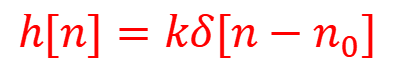 h[n] = kδ[n − n₀]